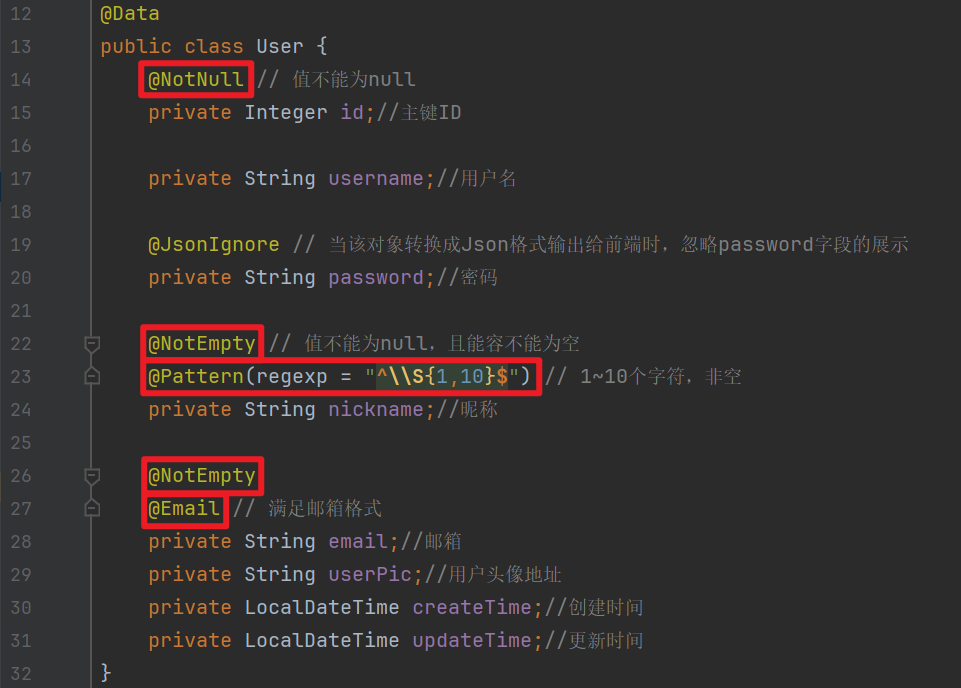 12 @Data
13 public class User {
14 @NotNull // 值不能为null
15 private Integer id;//主键ID
16
17 private String username;//用户名
18
19 @JsonIgnore // 当该对象转换成Json格式输出给前端时，忽略password字段的展示
20 private String password;//密码
21
22 @NotEmpty // 值不能为null，且能容不能为空
23 @Pattern(regexp = "^\\S{1,10}$") // 1~10个字符，非空
24 private String nickname;//昵称
25
26 @NotEmpty
27 @Email // 满足邮箱格式
28 private String email;//邮箱
29 private String userPic;//用户头像地址
30 private LocalDateTime createTime;//创建时间
31 private LocalDateTime updateTime;//更新时间
32 }